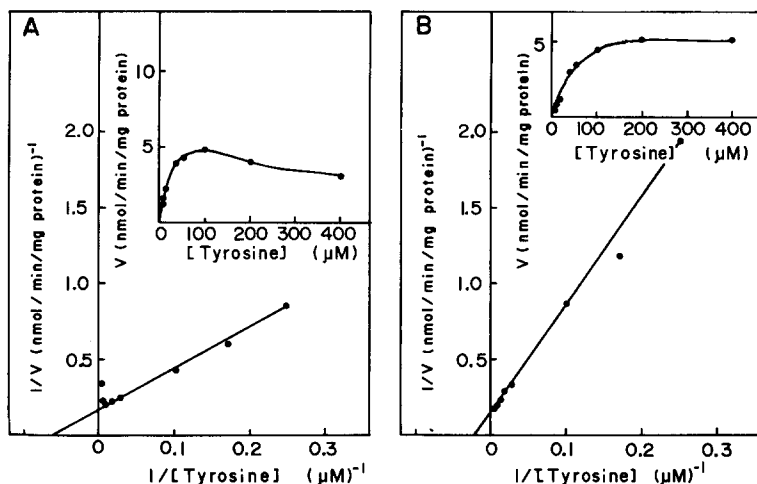 A
V (nmol/min/mg protein)
10
5
0
0 100 200 300 400
[Tyrosine] (μM)
1/V (nmol/min/mg protein)⁻¹
2.0
1.5
1.0
0.5
0 0.1 0.2 0.3
1/[Tyrosine] (μM)⁻¹
B
V (nmol/min/mg protein)
5
0 100 200 300 400
[Tyrosine] (μM)
1/V (nmol/min/mg protein)⁻¹
2.0
1.5
1.0
0.5
0 0.1 0.2 0.3
1/[Tyrosine] (μM)⁻¹